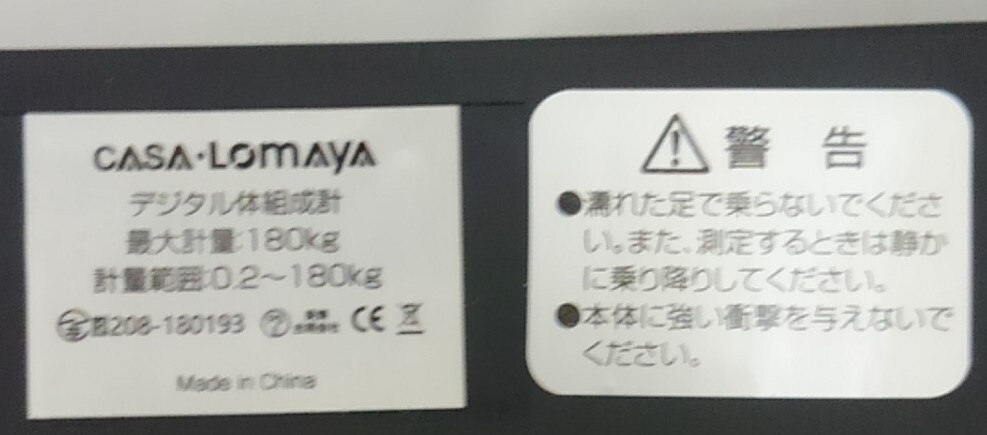 CASA·LOMAYA
デジタル体組成計
最大計量:180kg
計量範囲:0.2～180kg
208-180193 CE
Made in China
警 告
●濡れた足で乗らないでくださ
い。また、測定するときは静か
に乗り降りしてください。
●本体に強い衝撃を与えないで
ください。